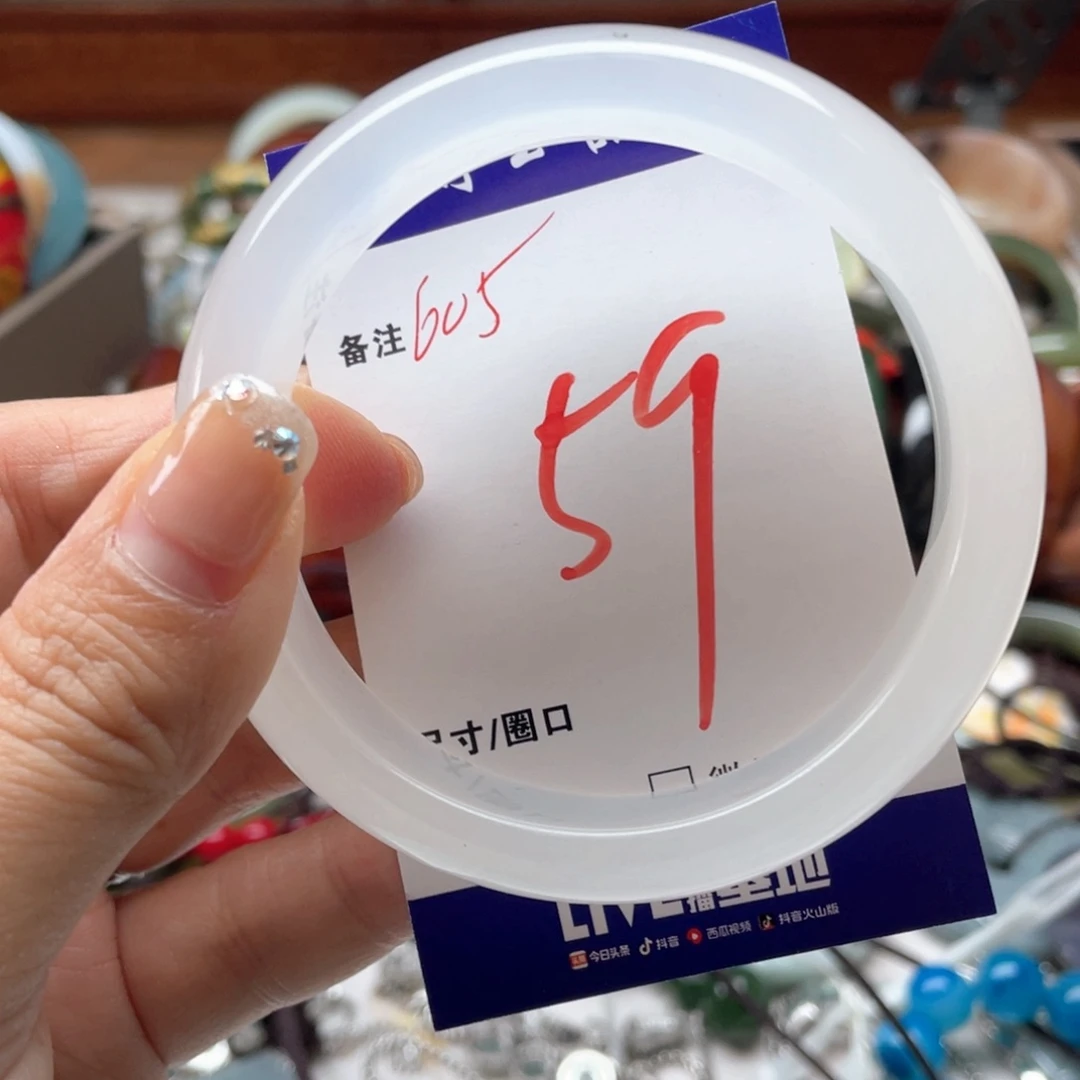 备注 605
59
寸/圈口
LIVE播基地
今日头条 抖音 西瓜视频 抖音火山版